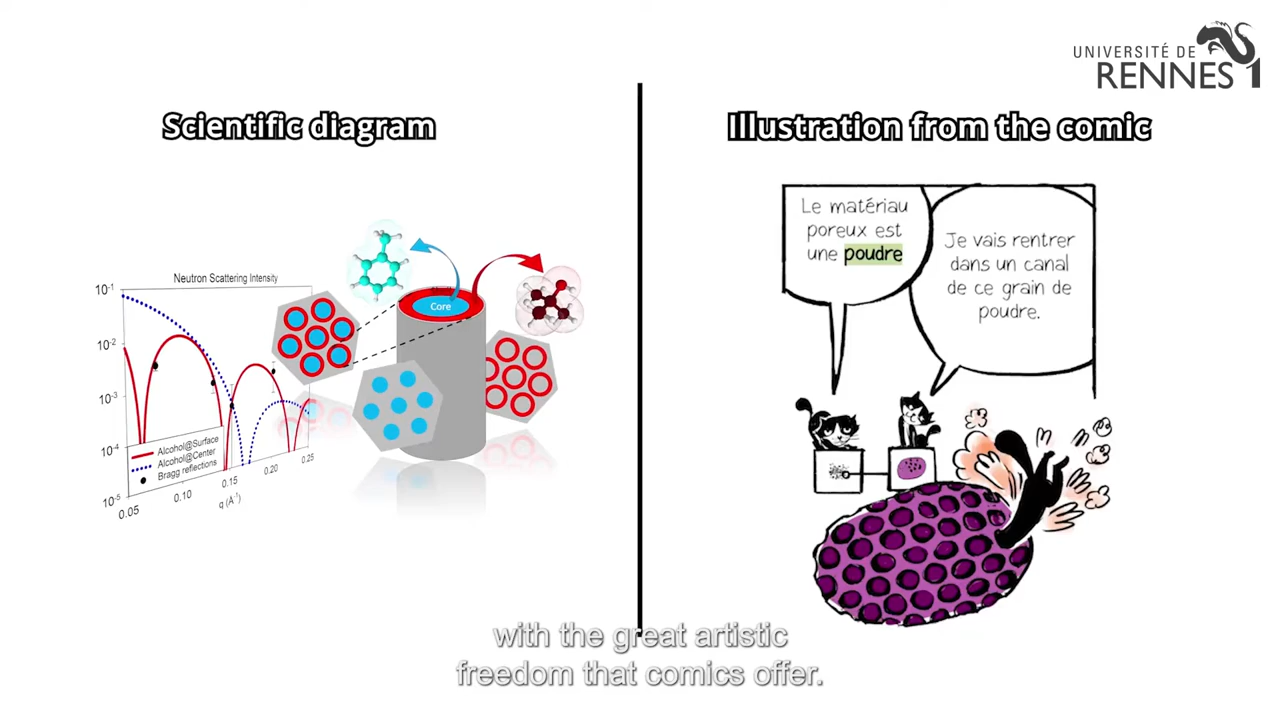 UNIVERSITÉ DE
RENNES 1
Scientific diagram
Illustration from the comic
Neutron Scattering Intensity
10-1
10-2
10-3
10-4
10-5
0.05
0.10
0.15
0.20
0.25
q (A-1)
Alcohol@Surface
Alcohol@Center
Bragg reflections
Core
Le matériau
poreux est
une poudre
Je vais rentrer
dans un canal
de ce grain de
poudre.
with the great artistic
freedom that comics offer.